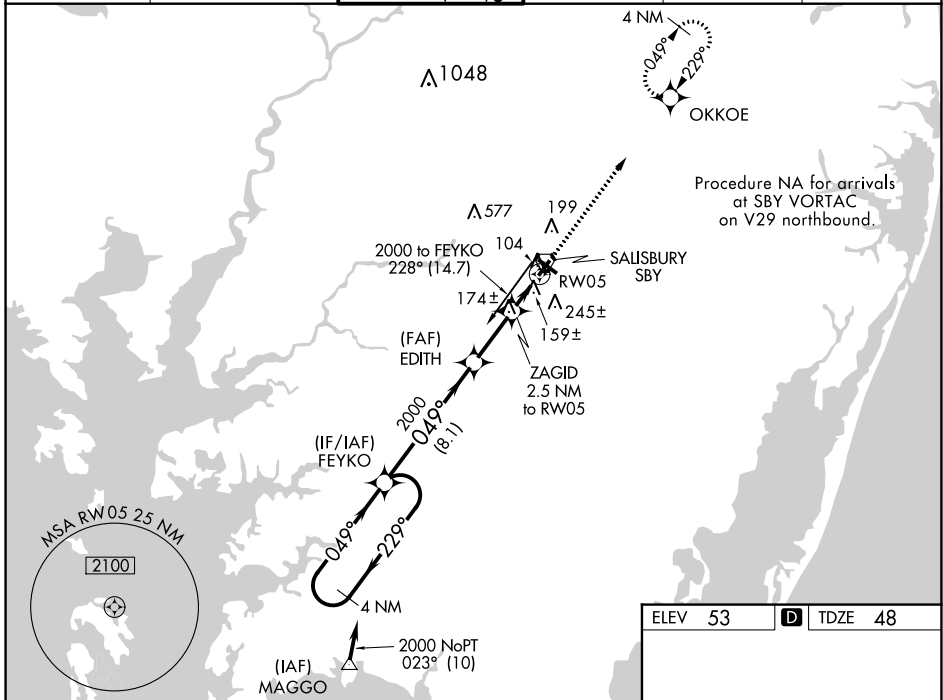 4 NM
049°
229°
1048
OKKOE
Procedure NA for arrivals
at SBY VORTAC
on V29 northbound.
577
199
2000 to FEYKO
228° (14.7)
104
SALISBURY
SBY
RW05
174±
245±
159±
(FAF)
EDITH
ZAGID
2.5 NM
to RW05
2000
049°
(8.1)
(IF/IAF)
FEYKO
MSA RW05 25 NM
2100
049°
229°
4 NM
2000 NoPT
023° (10)
(IAF)
MAGGO
ELEV 53 D TDZE 48